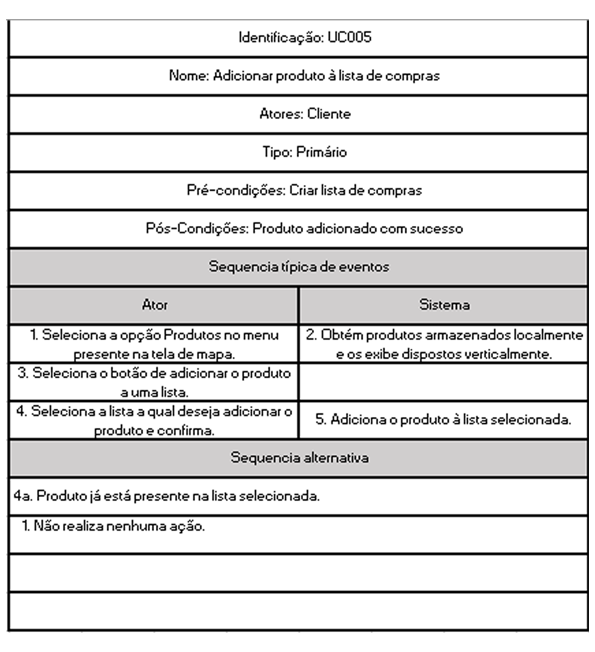 Identificação: UC005
Nome: Adicionar produto à lista de compras
Atores: Cliente
Tipo: Primário
Pré-condições: Criar lista de compras
Pós-Condições: Produto adicionado com sucesso
Sequencia típica de eventos
Ator
Sistema
1. Seleciona a opção Produtos no menu
presente na tela de mapa.
2. Obtém produtos armazenados localmente
e os exibe dispostos verticalmente.
3. Seleciona o botão de adicionar o produto
a uma lista.
4. Seleciona a lista a qual deseja adicionar o
produto e confirma.
5. Adiciona o produto à lista selecionada.
Sequencia alternativa
4a. Produto já está presente na lista selecionada.
1. Não realiza nenhuma ação.